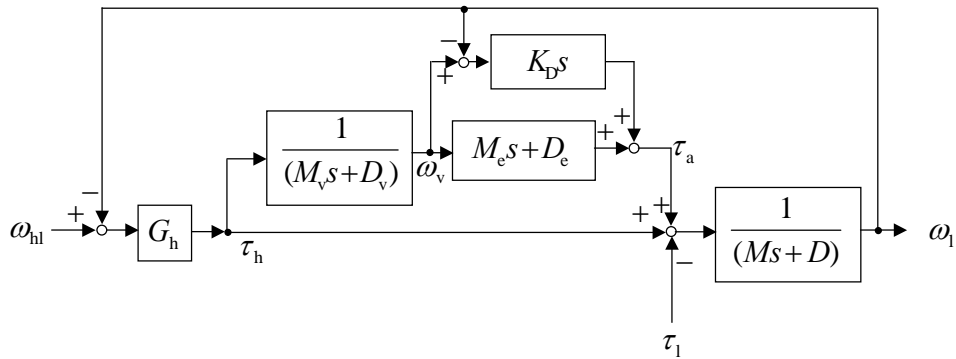 −
+
K_D s
+
1
(M_v s+D_v)
ω_v
M_e s+D_e
+
τ_a
−
+
ω_hl
G_h
τ_h
+
+
−
1
(Ms+D)
ω_l
τ_l